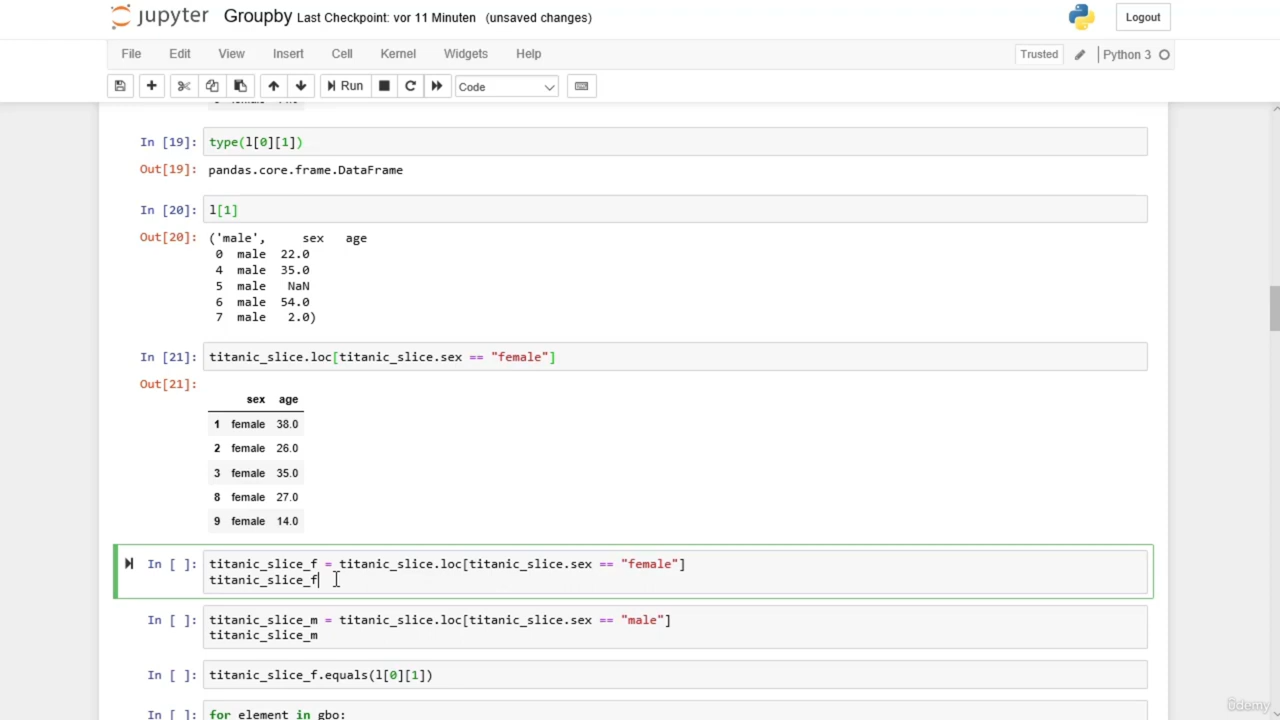 jupyter Groupby Last Checkpoint: vor 11 Minuten (unsaved changes) Logout
File Edit View Insert Cell Kernel Widgets Help Trusted Python 3
Run Code
In [19]: type(l[0][1])
Out[19]: pandas.core.frame.DataFrame
In [20]: l[1]
Out[20]: ('male', sex age
0 male 22.0
4 male 35.0
5 male NaN
6 male 54.0
7 male 2.0)
In [21]: titanic_slice.loc[titanic_slice.sex == "female"]
Out[21]:
sex age
1 female 38.0
2 female 26.0
3 female 35.0
8 female 27.0
9 female 14.0
In [ ]: titanic_slice_f = titanic_slice.loc[titanic_slice.sex == "female"]
titanic_slice_f
In [ ]: titanic_slice_m = titanic_slice.loc[titanic_slice.sex == "male"]
titanic_slice_m
In [ ]: titanic_slice_f.equals(l[0][1])
In [ ]: for element in gbo:
ûdemy